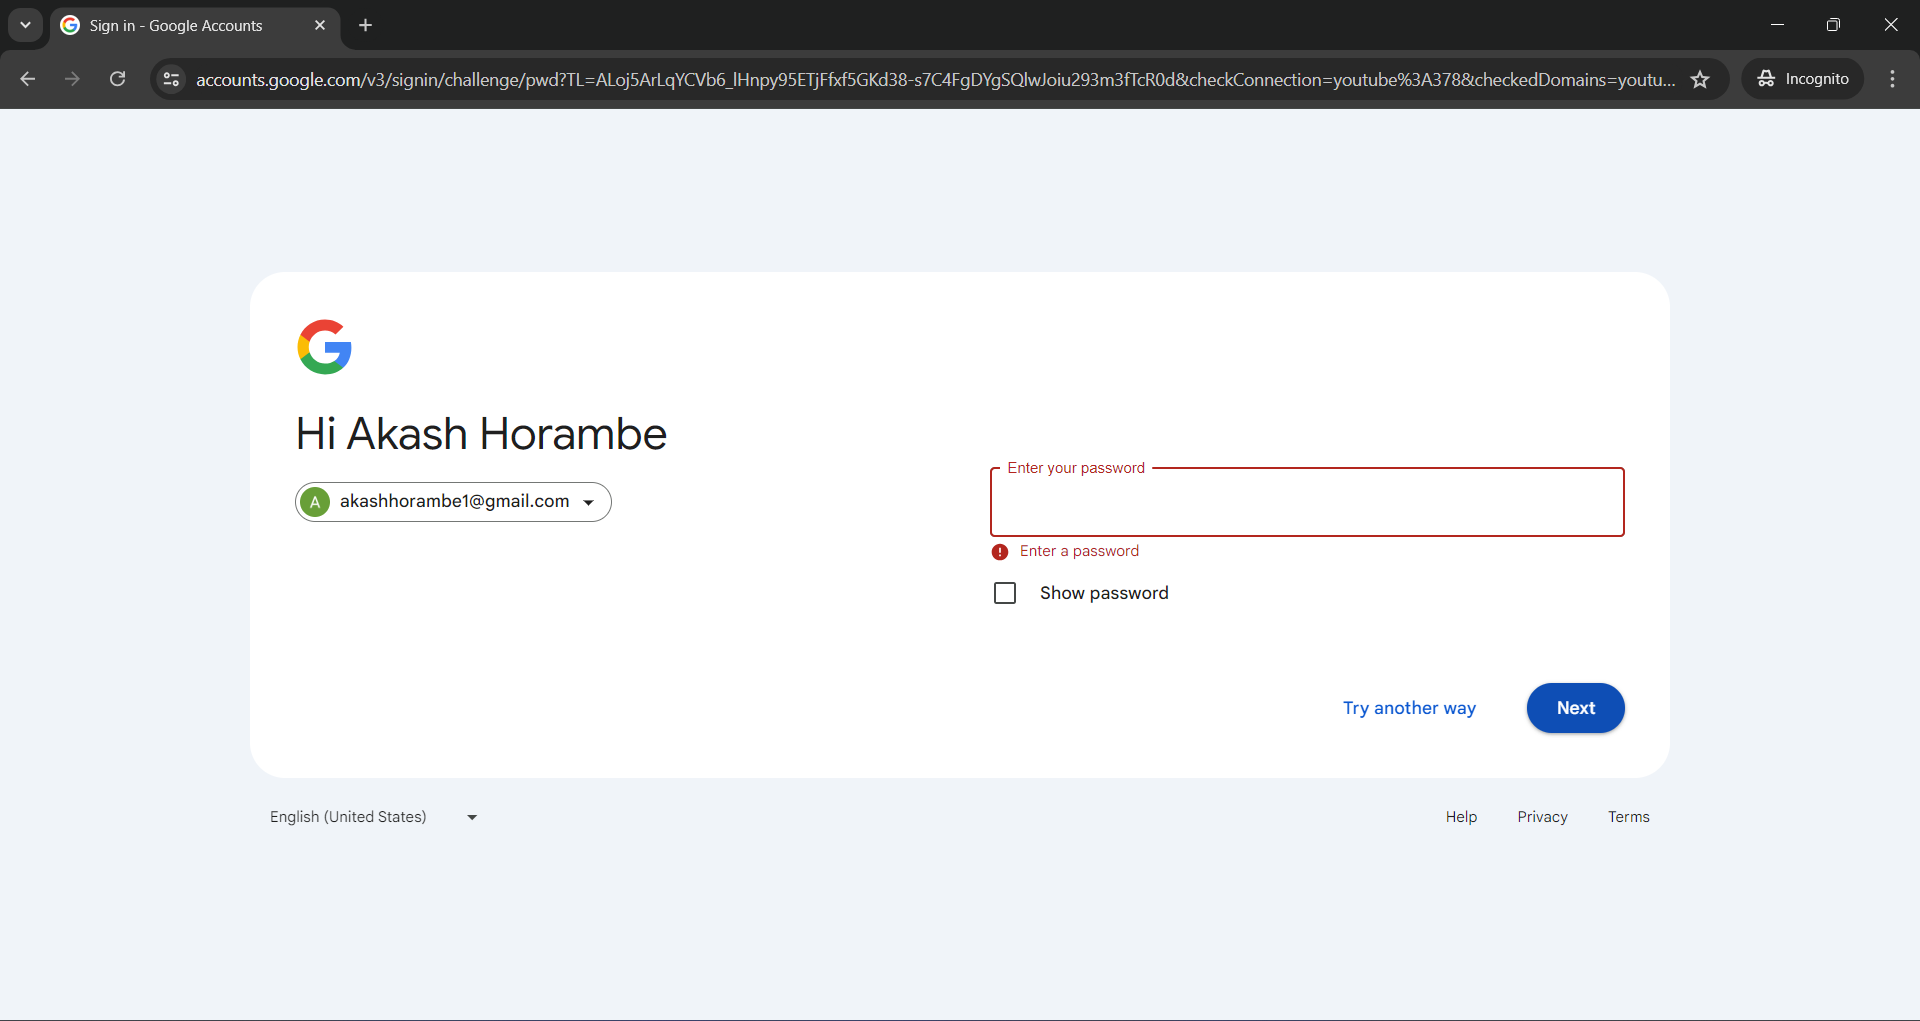 Sign in - Google Accounts
accounts.google.com/v3/signin/challenge/pwd?TL=ALoj5ArLqYCVb6_lHnpy95ETjFfxf5GKd38-s7C4FgDYgSQlwJoiu293m3fTcR0d&checkConnection=youtube%3A378&checkedDomains=youtu...
Incognito
Hi Akash Horambe
A akashhorambe1@gmail.com
Enter your password
Enter a password
Show password
Try another way
Next
English (United States)
Help Privacy Terms